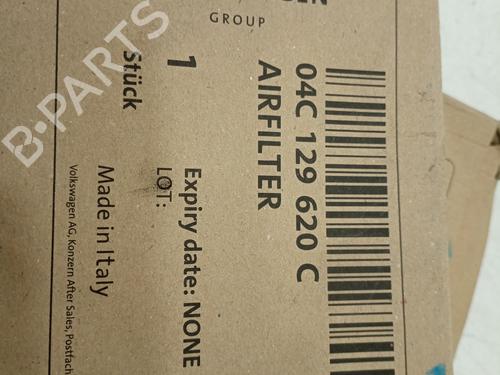 GROUP
04C 129 620 C
AIRFILTER
1
Stück
Expiry date: NONE
LOT:
Made in Italy
Volkswagen AG, Konzern After Sales, Postfach
B-PARTS